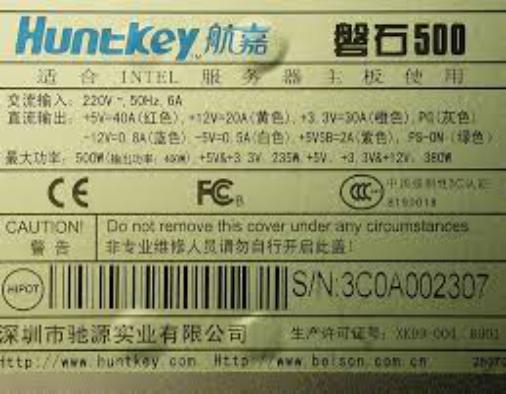 Huntkey 航嘉 磐石500
适合 INTEL 服务器主板使用
交流输入: 220V~, 50Hz, 6A
直流输出: +5V=40A(红色), +12V=20A(黄色), +3.3V=30A(橙色), PG(灰色)
-12V=0.8A(蓝色) -5V=0.5A(白色) +5VSB=2A(紫色), PS-ON (绿色)
最大功率: 500W(输出功率: 400W), +5V&+3.3V, 235W, +5V, +3.3V&+12V, 380W
CE FC B CCC 中国强制性3C认证
CAUTION! Do not remove this cover under any circumstances
警告 非专业维修人员请勿自行开启此盖!
HIPOT S/N:3C0A002307
深圳市驰源实业有限公司 生产许可证号: XK09-001
Http://www.huntkey.com Http://www.beison.com.cn